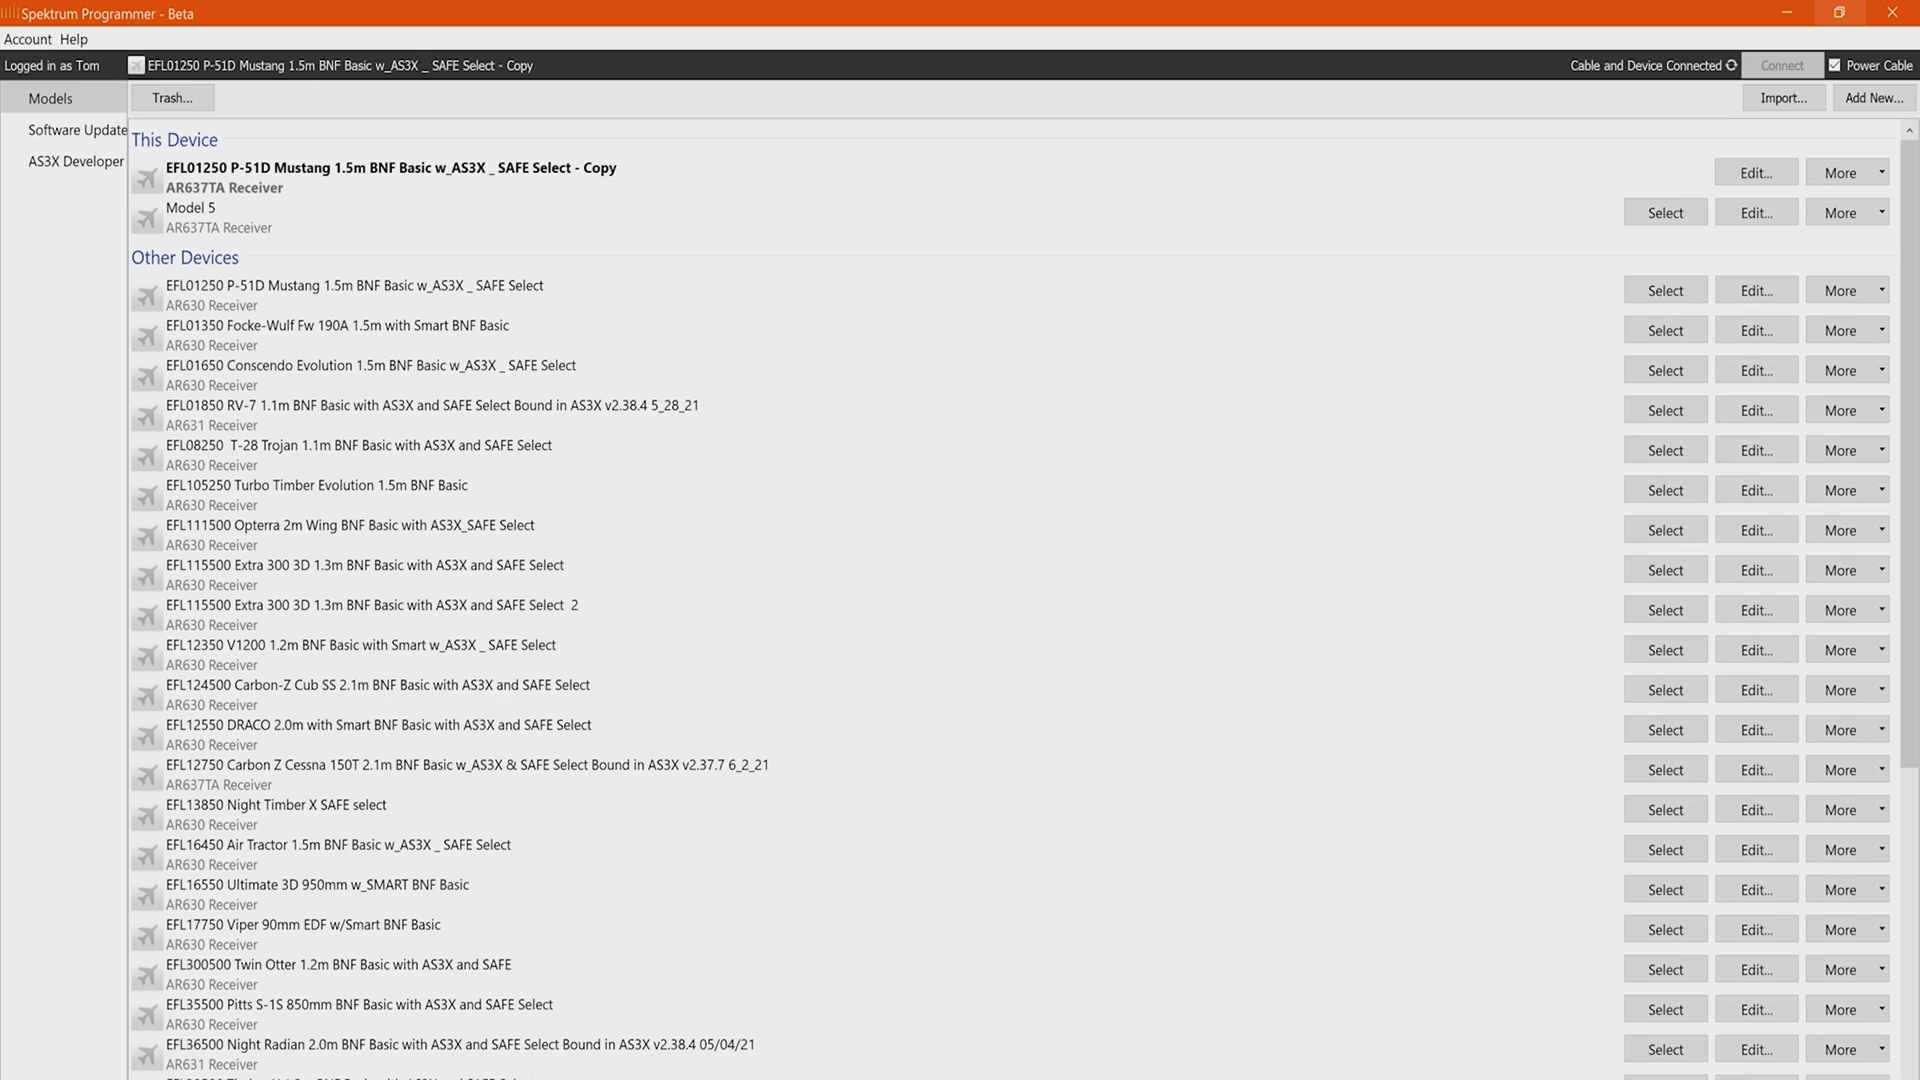 Spektrum Programmer - Beta
Account Help
Logged in as Tom
EFL01250 P-51D Mustang 1.5m BNF Basic w_AS3X _ SAFE Select - Copy
Cable and Device Connected
Connect
Power Cable
Models
Trash...
Import...
Add New...
Software Update
AS3X Developer
This Device
EFL01250 P-51D Mustang 1.5m BNF Basic w_AS3X _ SAFE Select - Copy
AR637TA Receiver
Edit...
More
Model 5
AR637TA Receiver
Select
Edit...
More
Other Devices
EFL01250 P-51D Mustang 1.5m BNF Basic w_AS3X _ SAFE Select
AR630 Receiver
Select
Edit...
More
EFL01350 Focke-Wulf Fw 190A 1.5m with Smart BNF Basic
AR630 Receiver
Select
Edit...
More
EFL01650 Conscendo Evolution 1.5m BNF Basic w_AS3X _ SAFE Select
AR630 Receiver
Select
Edit...
More
EFL01850 RV-7 1.1m BNF Basic with AS3X and SAFE Select Bound in AS3X v2.38.4 5_28_21
AR631 Receiver
Select
Edit...
More
EFL08250 T-28 Trojan 1.1m BNF Basic with AS3X and SAFE Select
AR630 Receiver
Select
Edit...
More
EFL105250 Turbo Timber Evolution 1.5m BNF Basic
AR630 Receiver
Select
Edit...
More
EFL111500 Opterra 2m Wing BNF Basic with AS3X_SAFE Select
AR630 Receiver
Select
Edit...
More
EFL115500 Extra 300 3D 1.3m BNF Basic with AS3X and SAFE Select
AR630 Receiver
Select
Edit...
More
EFL115500 Extra 300 3D 1.3m BNF Basic with AS3X and SAFE Select 2
AR630 Receiver
Select
Edit...
More
EFL12350 V1200 1.2m BNF Basic with Smart w_AS3X _ SAFE Select
AR630 Receiver
Select
Edit...
More
EFL124500 Carbon-Z Cub SS 2.1m BNF Basic with AS3X and SAFE Select
AR630 Receiver
Select
Edit...
More
EFL12550 DRACO 2.0m with Smart BNF Basic with AS3X and SAFE Select
AR630 Receiver
Select
Edit...
More
EFL12750 Carbon Z Cessna 150T 2.1m BNF Basic w_AS3X & SAFE Select Bound in AS3X v2.37.7 6_2_21
AR637TA Receiver
Select
Edit...
More
EFL13850 Night Timber X SAFE select
AR630 Receiver
Select
Edit...
More
EFL16450 Air Tractor 1.5m BNF Basic w_AS3X _ SAFE Select
AR630 Receiver
Select
Edit...
More
EFL16550 Ultimate 3D 950mm w_SMART BNF Basic
AR630 Receiver
Select
Edit...
More
EFL17750 Viper 90mm EDF w/Smart BNF Basic
AR630 Receiver
Select
Edit...
More
EFL300500 Twin Otter 1.2m BNF Basic with AS3X and SAFE
AR630 Receiver
Select
Edit...
More
EFL35500 Pitts S-1S 850mm BNF Basic with AS3X and SAFE Select
AR630 Receiver
Select
Edit...
More
EFL36500 Night Radian 2.0m BNF Basic with AS3X and SAFE Select Bound in AS3X v2.38.4 05/04/21
AR631 Receiver
Select
Edit...
More